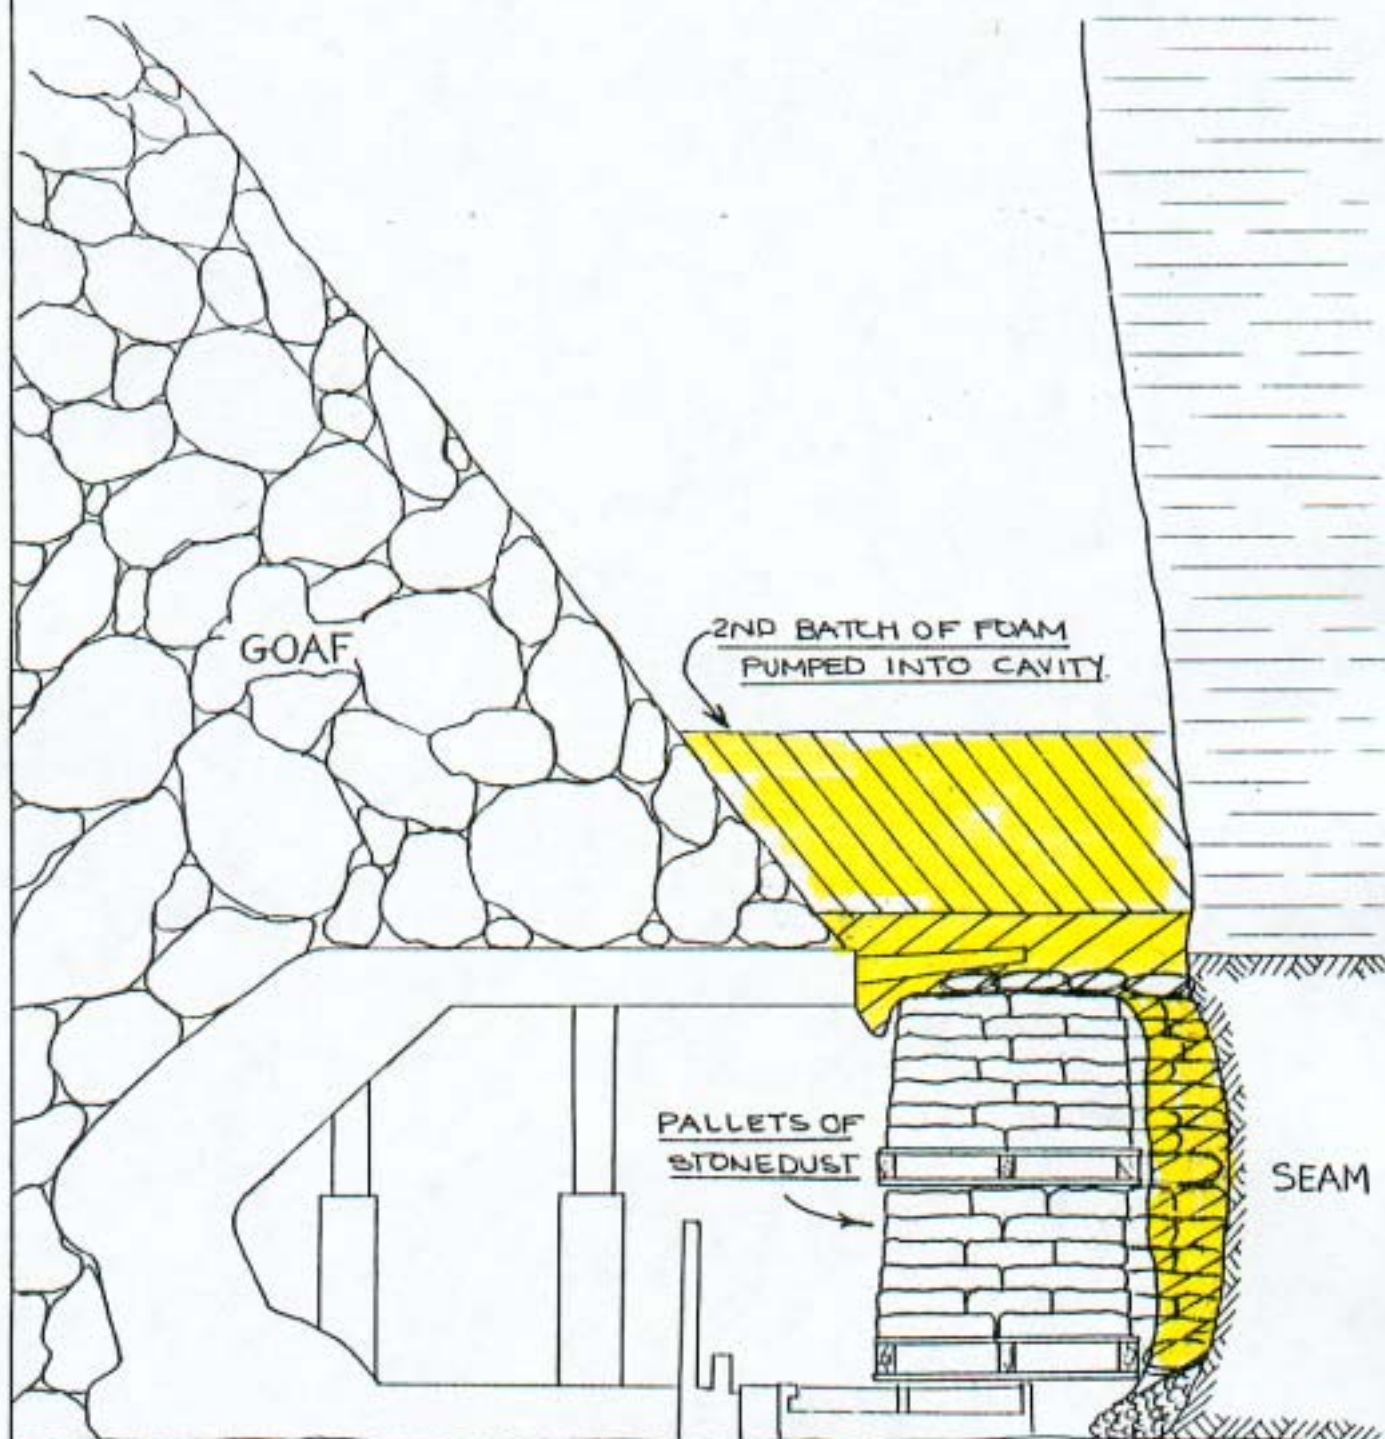 2ND BATCH OF FOAM
PUMPED INTO CAVITY.
GOAF
PALLETS OF
STONEDUST
SEAM